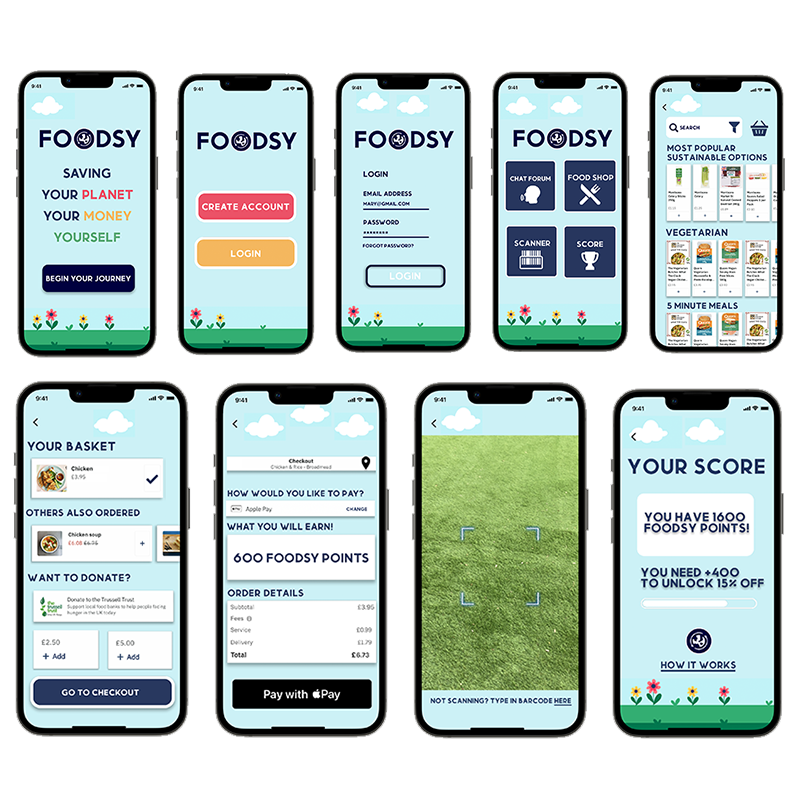 9:41
FOODSY
SAVING
YOUR PLANET
YOUR MONEY
YOURSELF
BEGIN YOUR JOURNEY
9:41
FOODSY
CREATE ACCOUNT
LOGIN
9:41
FOODSY
LOGIN
EMAIL ADDRESS
MARY@GMAIL.COM
PASSWORD
********
FORGOT PASSWORD?
LOGIN
9:41
FOODSY
CHAT FORUM
FOOD SHOP
SCANNER
SCORE
9:41
SEARCH
MOST POPULAR
SUSTAINABLE OPTIONS
VEGETARIAN
5 MINUTE MEALS
9:41
YOUR BASKET
Chicken
£3.95
OTHERS ALSO ORDERED
Chicken soup
£6.08 £6.75
+
WANT TO DONATE?
the
trussell
trust
Donate to the Trussell Trust
Support local food banks to help people facing
hunger in the UK today
£2.50
+ Add
£5.00
+ Add
GO TO CHECKOUT
9:41
Checkout
Chicken & Rice - Broadmead
HOW WOULD YOU LIKE TO PAY?
Apple Pay
CHANGE
WHAT YOU WILL EARN!
600 FOODSY POINTS
ORDER DETAILS
Subtotal £3.95
Fees
Service £0.99
Delivery £1.79
Total £6.73
Pay with Pay
9:41
NOT SCANNING? TYPE IN BARCODE HERE
9:41
YOUR SCORE
YOU HAVE 1600
FOODSY POINTS!
YOU NEED +400
TO UNLOCK 15% OFF
HOW IT WORKS